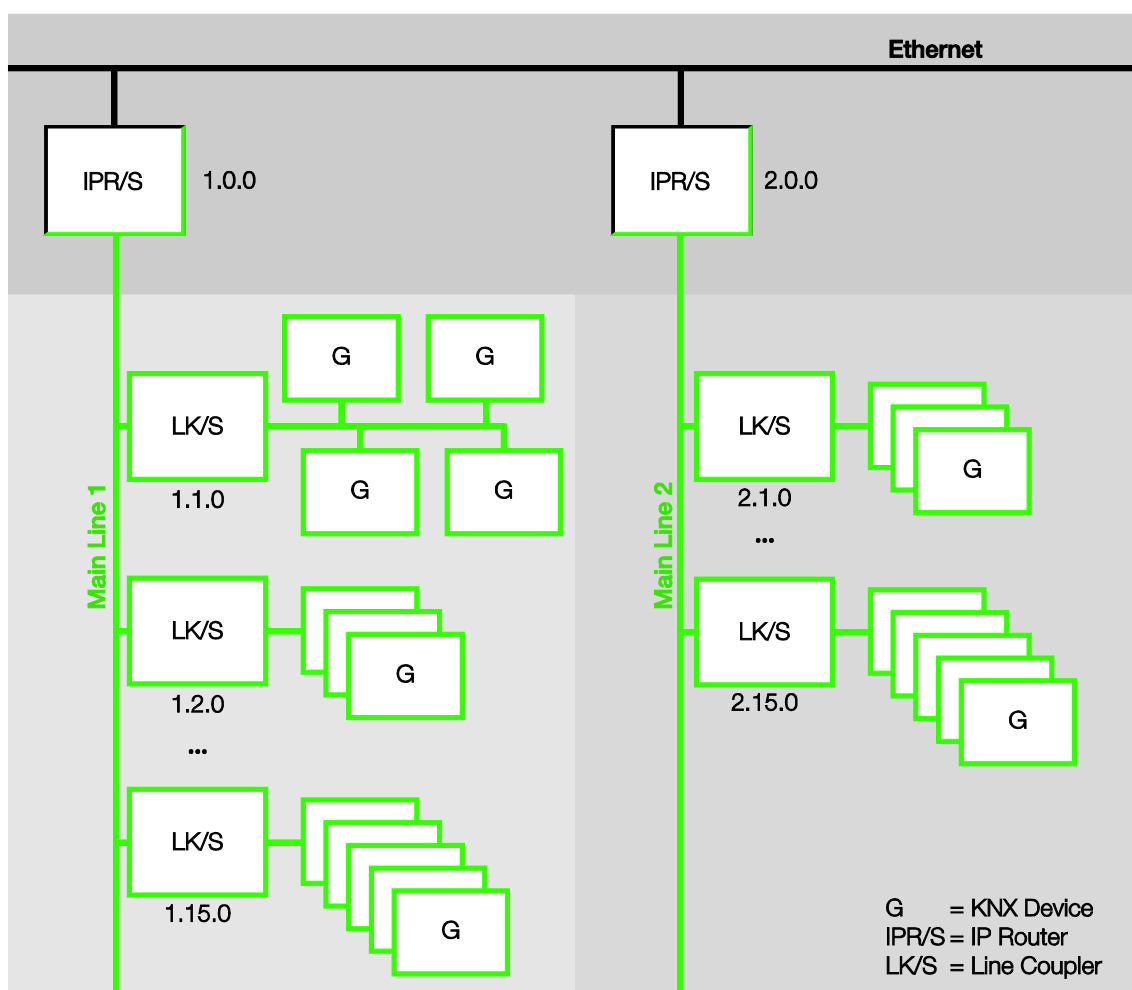 Ethernet
IPR/S 1.0.0
IPR/S 2.0.0
Main Line 1
G G
LK/S
G G
1.1.0
LK/S
G
1.2.0
...
LK/S
G
1.15.0
Main Line 2
LK/S
G
2.1.0
...
LK/S
G
2.15.0
G = KNX Device
IPR/S = IP Router
LK/S = Line Coupler